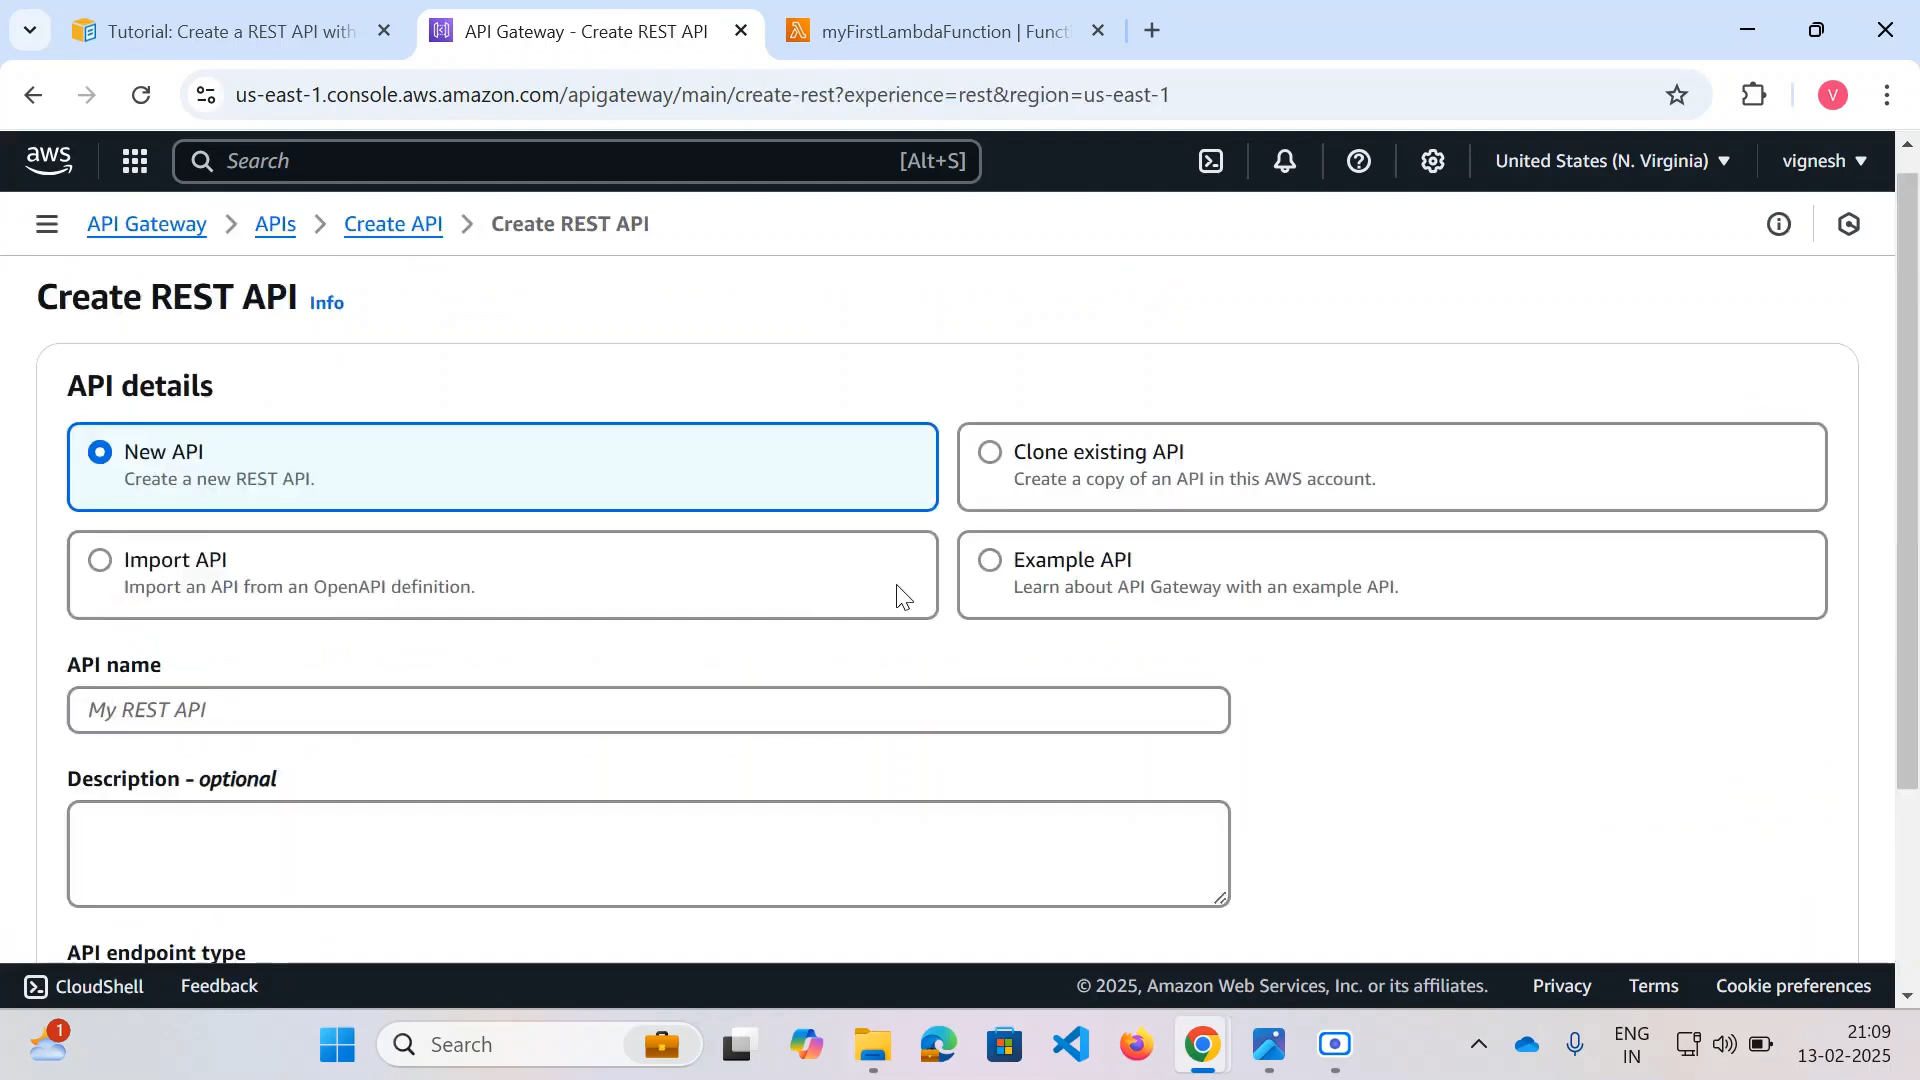 Tutorial: Create a REST API with
API Gateway - Create REST API
myFirstLambdaFunction | Functi
us-east-1.console.aws.amazon.com/apigateway/main/create-rest?experience=rest&region=us-east-1
V
aws
Search
[Alt+S]
United States (N. Virginia)
vignesh
API Gateway
APIs
Create API
Create REST API
Create REST API Info
API details
New API
Create a new REST API.
Clone existing API
Create a copy of an API in this AWS account.
Import API
Import an API from an OpenAPI definition.
Example API
Learn about API Gateway with an example API.
API name
My REST API
Description - optional
API endpoint type
CloudShell
Feedback
© 2025, Amazon Web Services, Inc. or its affiliates.
Privacy
Terms
Cookie preferences
1
Search
ENG
IN
21:09
13-02-2025